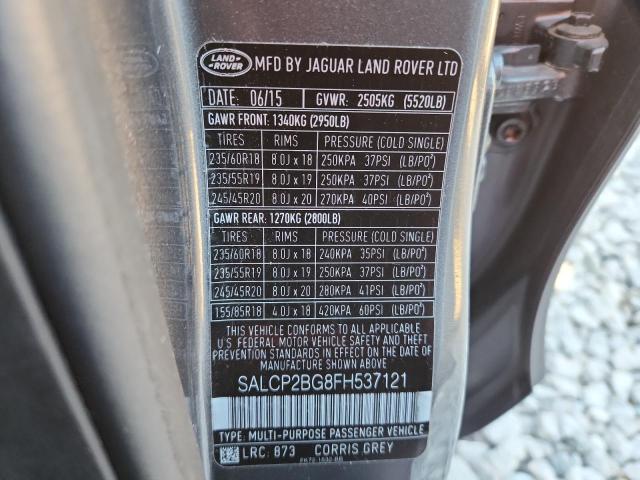 LAND ROVER MFD BY JAGUAR LAND ROVER LTD
DATE: 06/15 GVWR: 2505KG (5520LB)
GAWR FRONT: 1340KG (2950LB)
TIRES RIMS PRESSURE (COLD SINGLE)
235/60R18 8.0J x 18 250KPA 37PSI (LB/PO²)
235/55R19 8.0J x 19 250KPA 37PSI (LB/PO²)
245/45R20 8.0J x 20 270KPA 40PSI (LB/PO²)
GAWR REAR: 1270KG (2800LB)
TIRES RIMS PRESSURE (COLD SINGLE)
235/60R18 8.0J x 18 240KPA 35PSI (LB/PO²)
235/55R19 8.0J x 19 250KPA 37PSI (LB/PO²)
245/45R20 8.0J x 20 280KPA 41PSI (LB/PO²)
155/85R18 4.0J x 18 420KPA 60PSI (LB/PO²)
THIS VEHICLE CONFORMS TO ALL APPLICABLE
U.S. FEDERAL MOTOR VEHICLE SAFETY AND THEFT PREVENTION
STANDARDS IN EFFECT ON THE DATE OF
MANUFACTURE SHOWN ABOVE
SALCP2BG8FH537121
TYPE: MULTI-PURPOSE PASSENGER VEHICLE
LRC: 873 CORRIS GREY